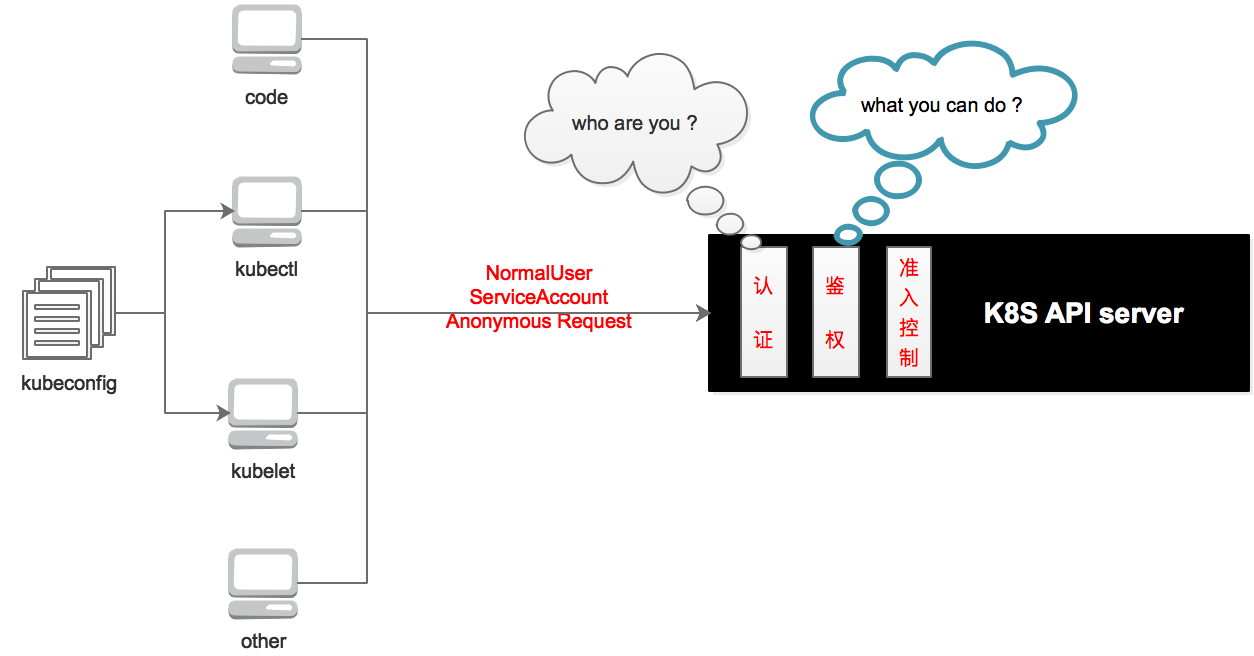 code
who are you ?
what you can do ?
kubectl
kubeconfig
NormalUser
ServiceAccount
Anonymous Request
认
证
鉴
权
准
入
控
制
K8S API server
kubelet
other